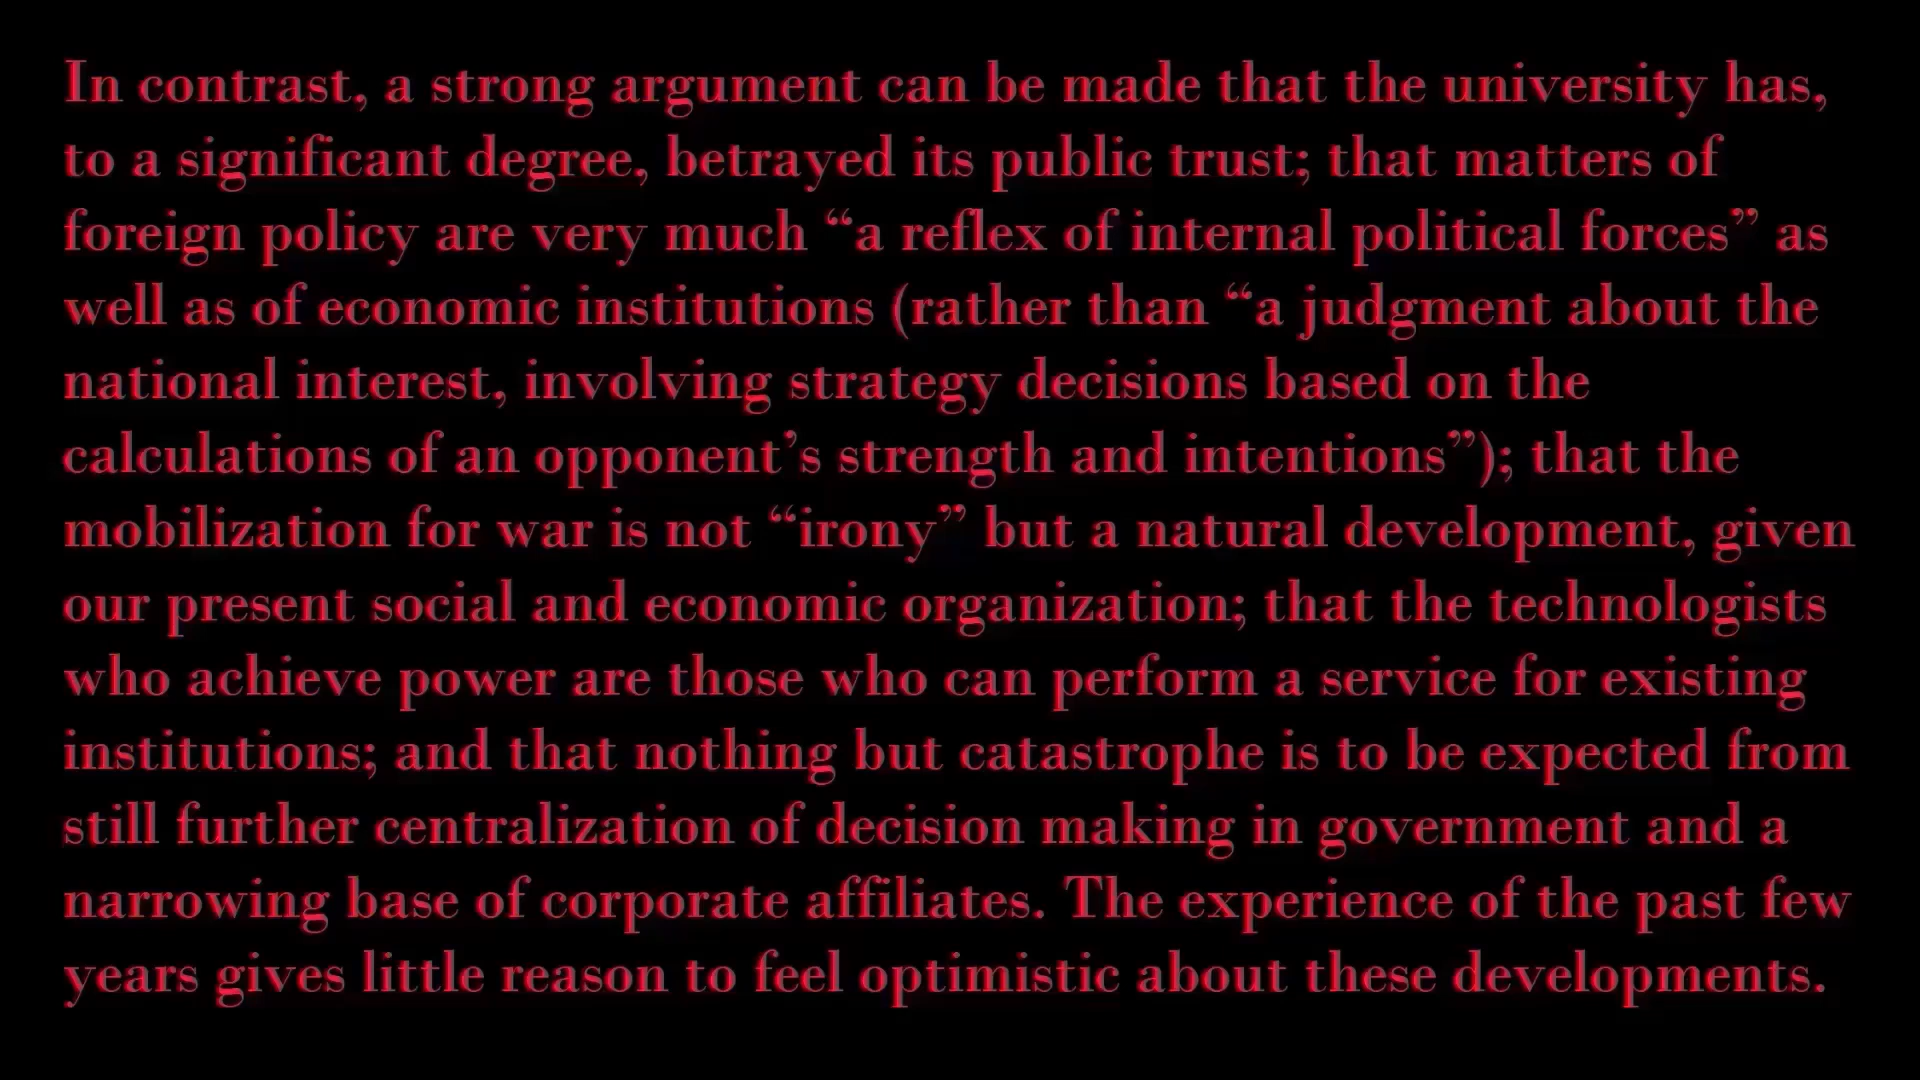 In contrast, a strong argument can be made that the university has,
to a significant degree, betrayed its public trust; that matters of
foreign policy are very much “a reflex of internal political forces” as
well as of economic institutions (rather than “a judgment about the
national interest, involving strategy decisions based on the
calculations of an opponent’s strength and intentions”); that the
mobilization for war is not “irony” but a natural development, given
our present social and economic organization; that the technologists
who achieve power are those who can perform a service for existing
institutions; and that nothing but catastrophe is to be expected from
still further centralization of decision making in government and a
narrowing base of corporate affiliates. The experience of the past few
years gives little reason to feel optimistic about these developments.